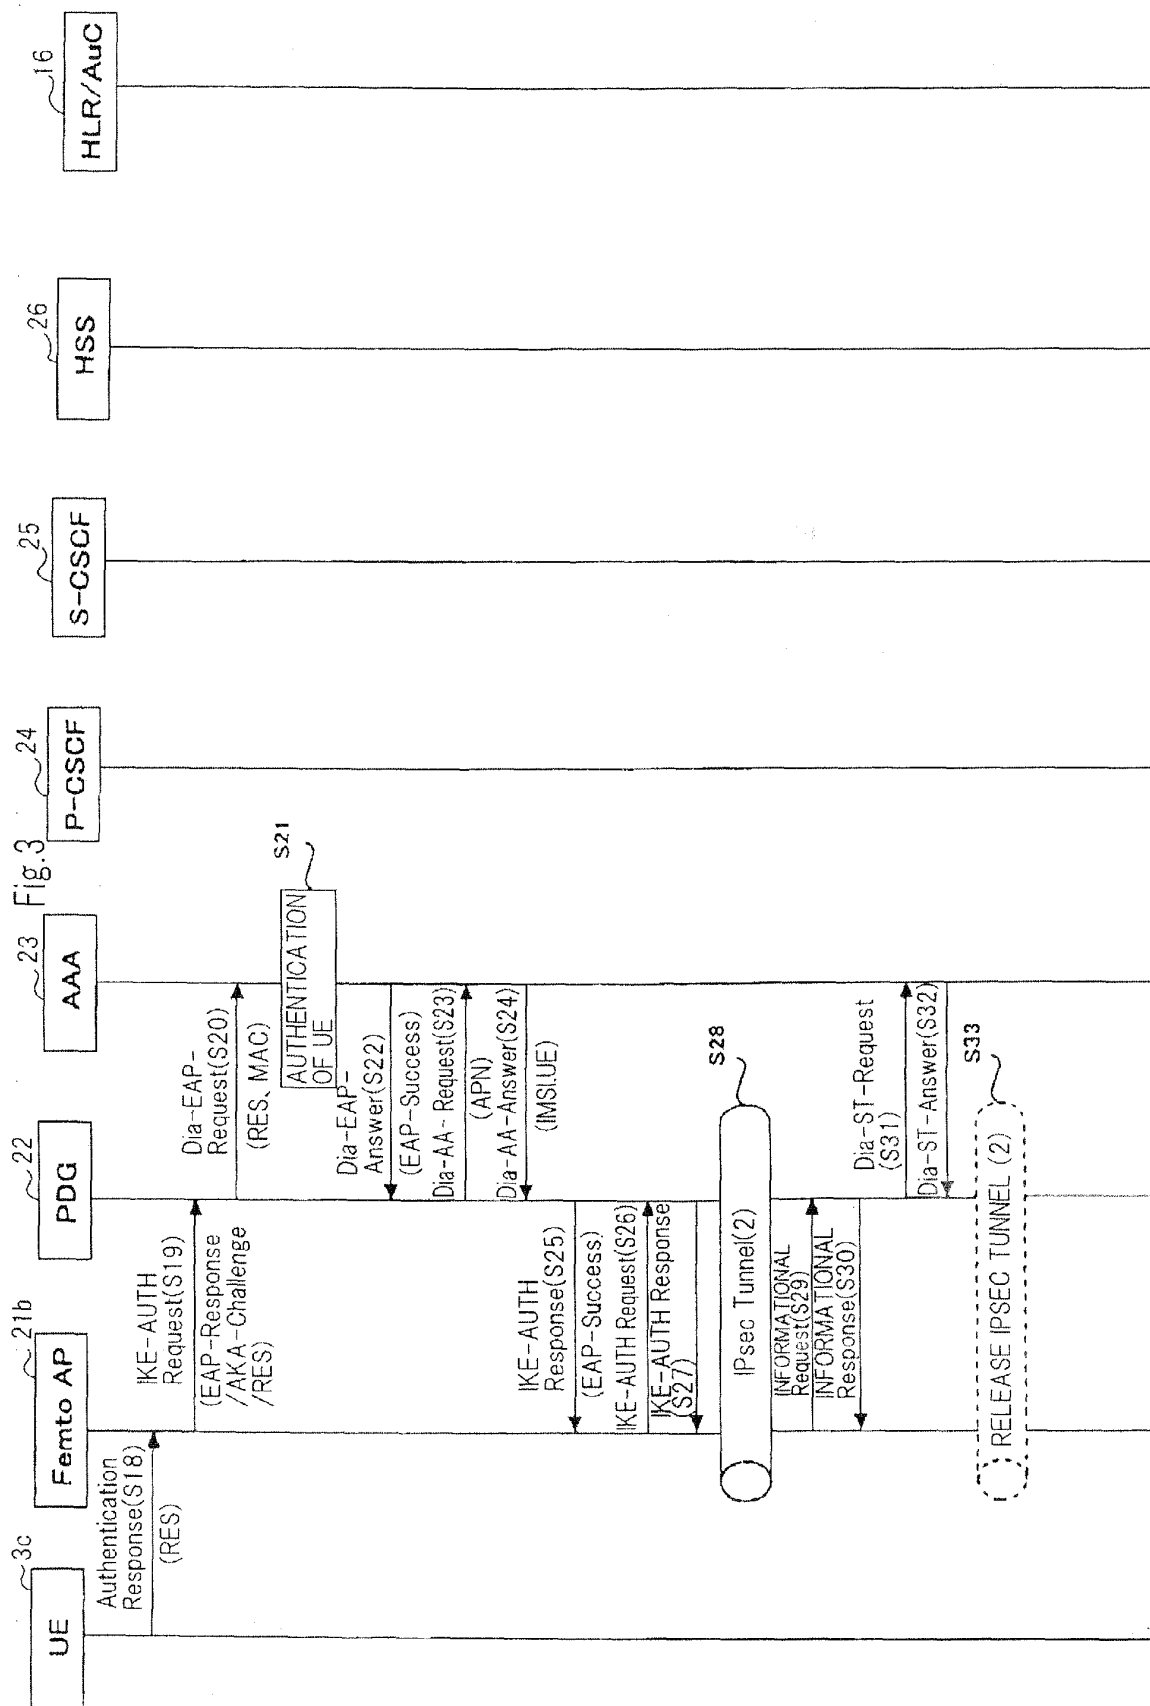 Fig.3
3c
UE
21b
Femto AP
22
PDG
23
AAA
24
P-CSCF
25
S-CSCF
26
HSS
16
HLR/AuC
Authentication
Response(S18)
(RES)
IKE-AUTH
Request(S19)
(EAP-Response
/AKA-Challenge
/RES)
Dia-EAP-
Request(S20)
(RES、MAC)
S21
AUTHENTICATION
OF UE
Dia-EAP-
Answer(S22)
(EAP-Success)
Dia-AA-Request(S23)
(APN)
Dia-AA-Answer(S24)
(IMSI.UE)
IKE-AUTH
Response(S25)
(EAP-Success)
IKE-AUTH Request(S26)
IKE-AUTH Response
(S27)
S28
IPsec Tunnel(2)
INFORMATIONAL
Request(S29)
INFORMATIONAL
Response(S30)
Dia-ST-Request
(S31)
Dia-ST-Answer(S32)
S33
RELEASE IPSEC TUNNEL (2)